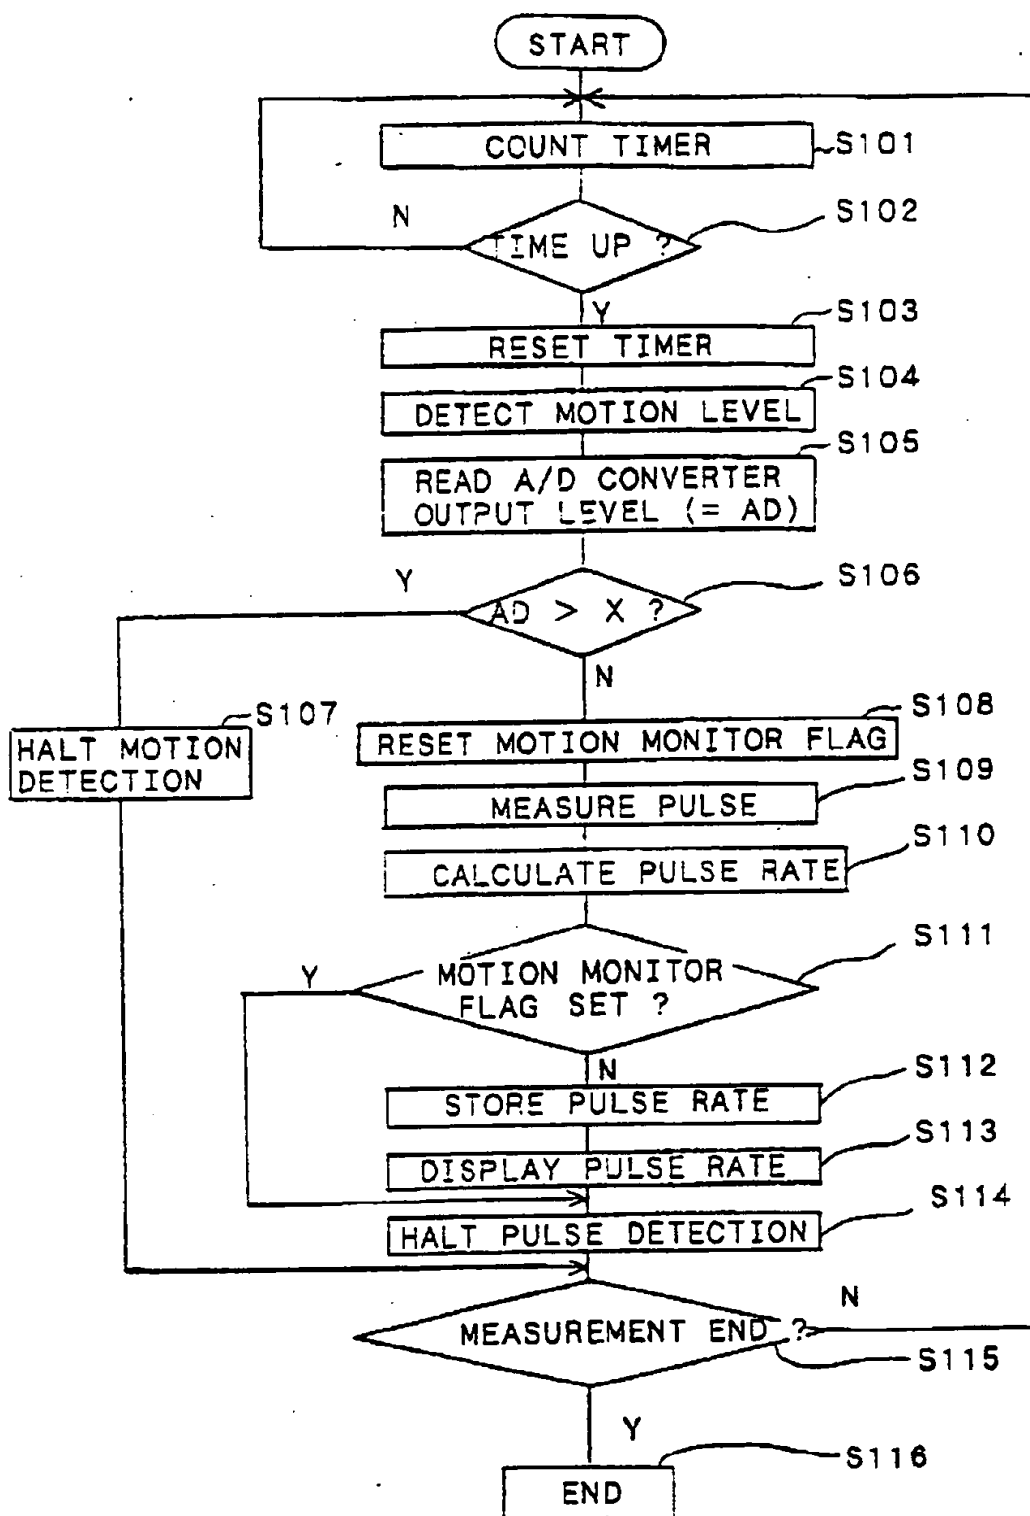 START
COUNT TIMER
S101
N
S102
TIME UP ?
Y
S103
RESET TIMER
S104
DETECT MOTION LEVEL
S105
READ A/D CONVERTER
OUTPUT LEVEL (= AD)
Y
S106
AD > X ?
N
S107
HALT MOTION
DETECTION
S108
RESET MOTION MONITOR FLAG
S109
MEASURE PULSE
S110
CALCULATE PULSE RATE
S111
Y
MOTION MONITOR
FLAG SET ?
N
S112
STORE PULSE RATE
S113
DISPLAY PULSE RATE
S114
HALT PULSE DETECTION
N
MEASUREMENT END ?
S115
Y
S116
END